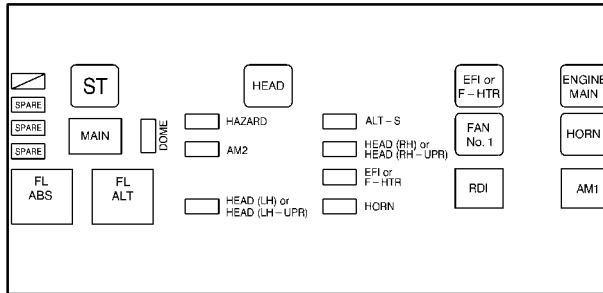 ST
HEAD
EFI or
F – HTR
ENGINE
MAIN
SPARE
SPARE
SPARE
MAIN
DOME
HAZARD
AM2
ALT – S
HEAD (RH) or
HEAD (RH – UPR)
EFI or
F – HTR
HORN
FAN
No. 1
HORN
FL
ABS
FL
ALT
HEAD (LH) or
HEAD (LH – UPR)
RDI
AM1